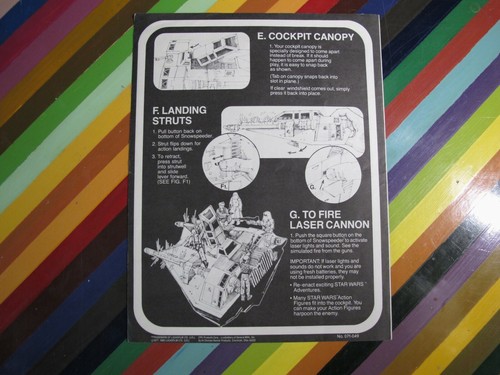 E. COCKPIT CANOPY
1. Your cockpit canopy is
specially designed to come apart
instead of break. If it should
happen to come apart during
play, it is easy to snap back
as shown.
(Tab on canopy snaps back into
slot in plane.)
If clear windshield comes out, simply
press it back into place.
F. LANDING
STRUTS
1. Pull button back on
bottom of Snowspeeder.
2. Strut flips down for
action landings.
3. To retract,
press strut
into strutwell
and slide
lever forward.
(SEE FIG. F1)
F1.
G.
G. TO FIRE
LASER CANNON
1. Push the square button on the
bottom of Snowspeeder to activate
laser lights and sound. See the
simulated fire from the guns.
IMPORTANT: If laser lights and
sounds do not work and you are
using fresh batteries, they may
not be installed properly.
• Re-enact exciting STAR WARS
Adventures.
• Many STAR WARS Action
Figures fit into the cockpit. You
can make your Action Figures
harpoon the enemy.